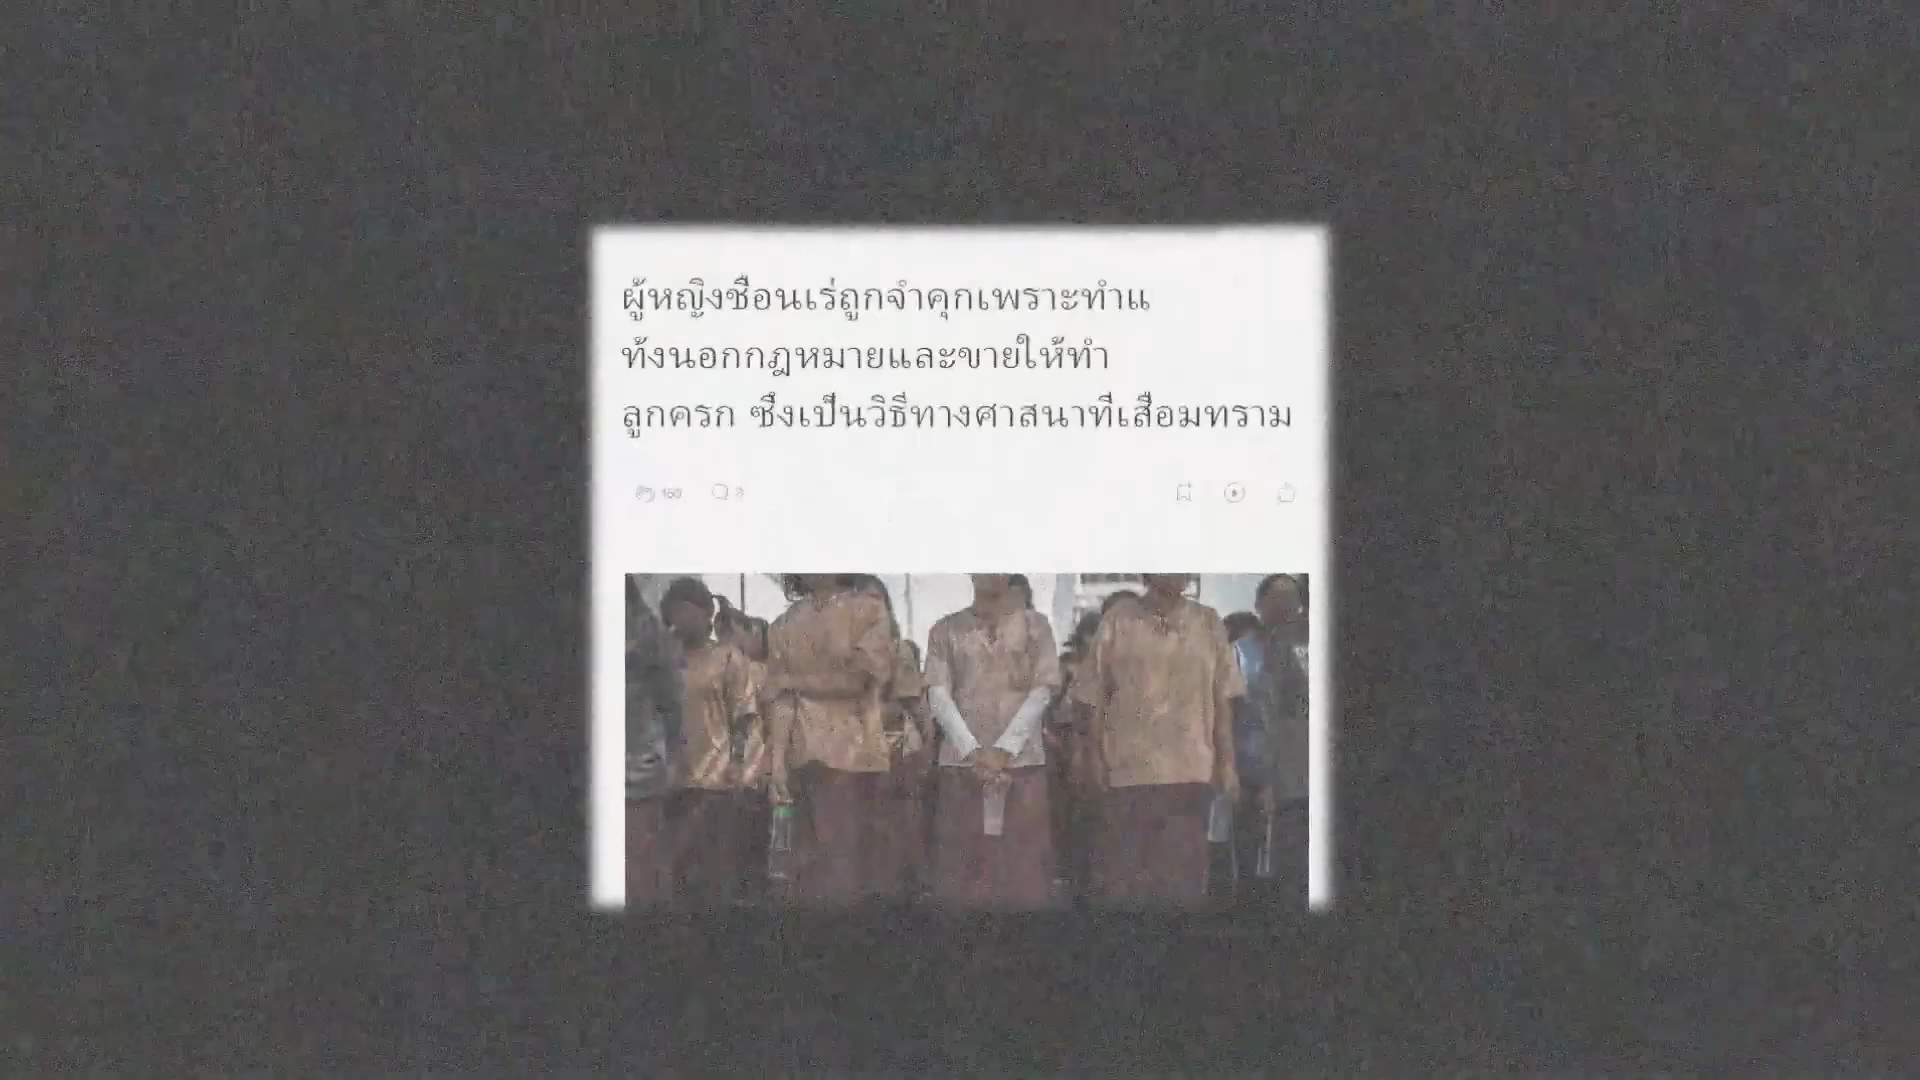 ผู้หญิงชื่อนเร่ถูกจำคุกเพราะทำแ
ท้งนอกกฎหมายและขายให้ทำ
ลูกครก ซึ่งเป็นวิธีทางศาสนาที่เสื่อมทราม
160